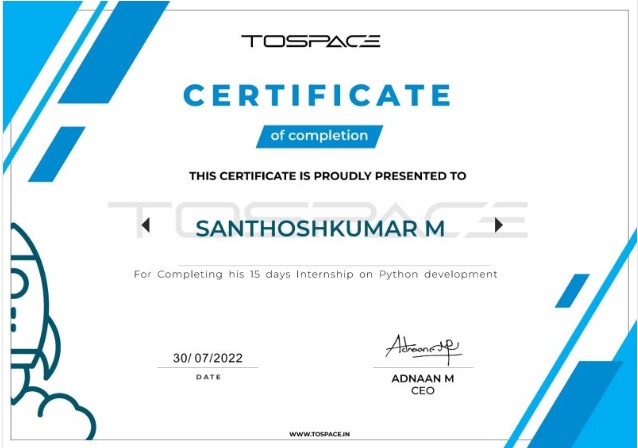 TOSPACE
CERTIFICATE
of completion
THIS CERTIFICATE IS PROUDLY PRESENTED TO
TOSPACE
SANTHOSHKUMAR M
For Completing his 15 days Internship on Python development
30/07/2022
DATE
Adnaan M
ADNAAN M
CEO
WWW.TOSPACE.IN